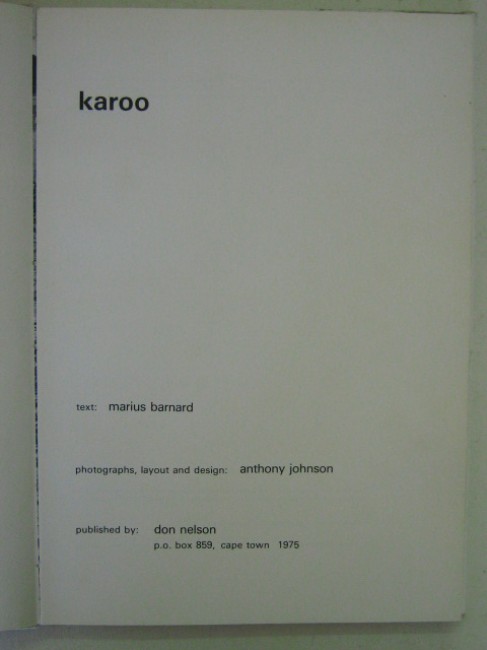 karoo
text: marius barnard
photographs, layout and design: anthony johnson
published by: don nelson
p.o. box 859, cape town 1975